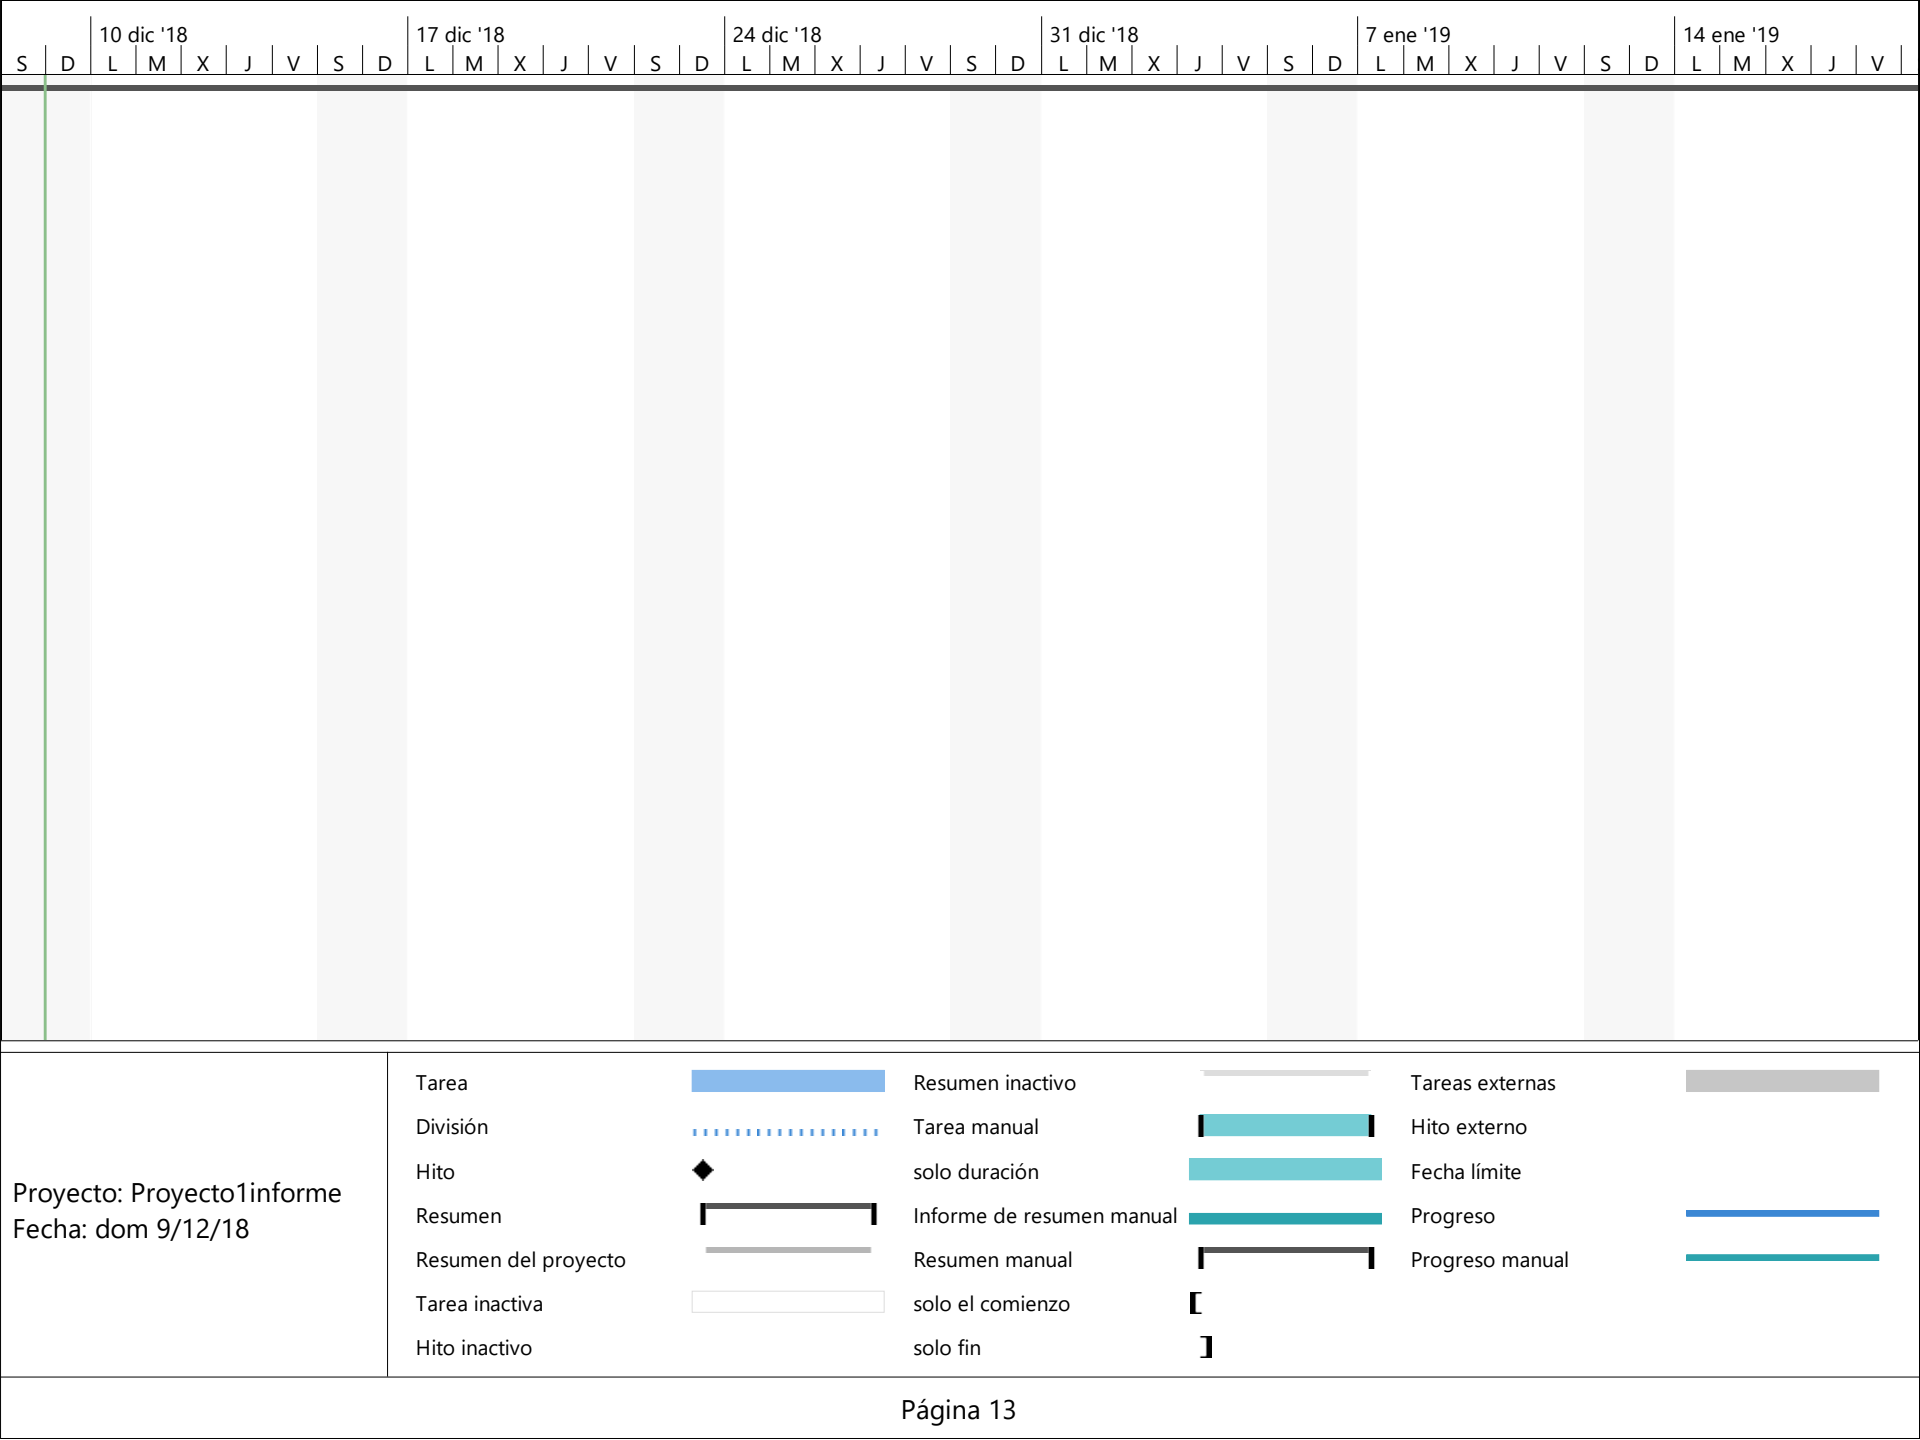 10 dic '18 17 dic '18 24 dic '18 31 dic '18 7 ene '19 14 ene '19
S D L M X J V S D L M X J V S D L M X J V S D L M X J V S D L M X J V S D L M X J V
Proyecto: Proyecto1informe
Fecha: dom 9/12/18
Tarea
División
Hito
Resumen
Resumen del proyecto
Tarea inactiva
Hito inactivo
Resumen inactivo
Tarea manual
solo duración
Informe de resumen manual
Resumen manual
solo el comienzo
solo fin
Tareas externas
Hito externo
Fecha límite
Progreso
Progreso manual
Página 13